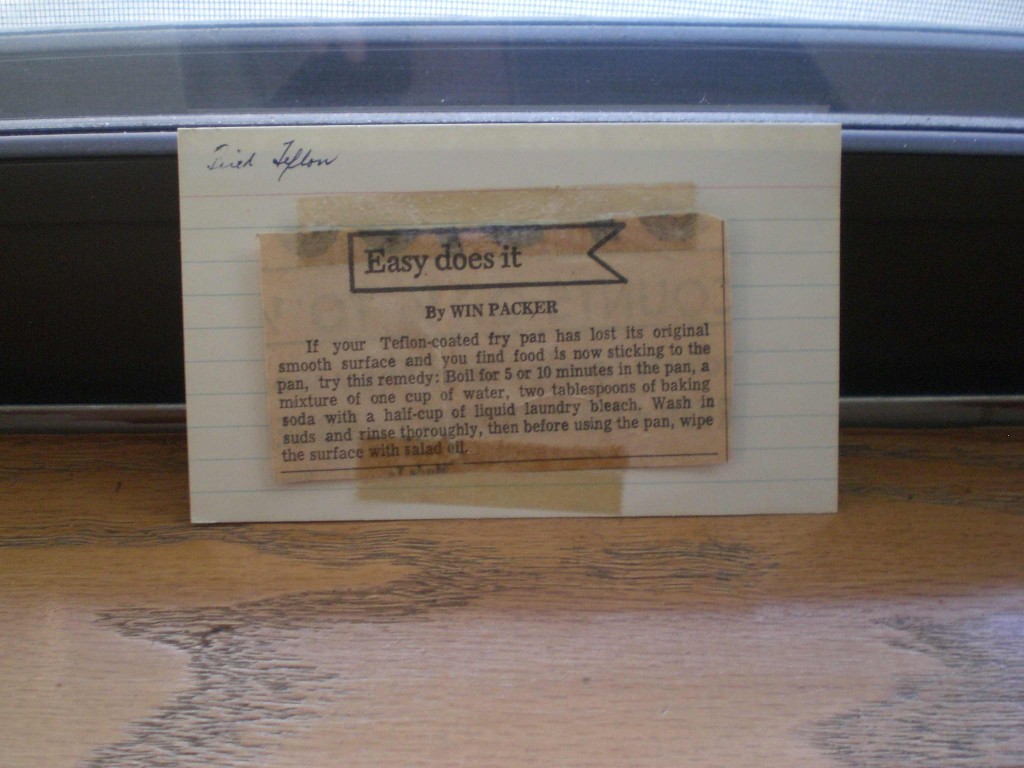 Tired Teflon
Easy does it
By WIN PACKER
If your Teflon-coated fry pan has lost its original
smooth surface and you find food is now sticking to the
pan, try this remedy: Boil for 5 or 10 minutes in the pan, a
mixture of one cup of water, two tablespoons of baking
soda with a half-cup of liquid laundry bleach. Wash in
suds and rinse thoroughly, then before using the pan, wipe
the surface with salad oil.